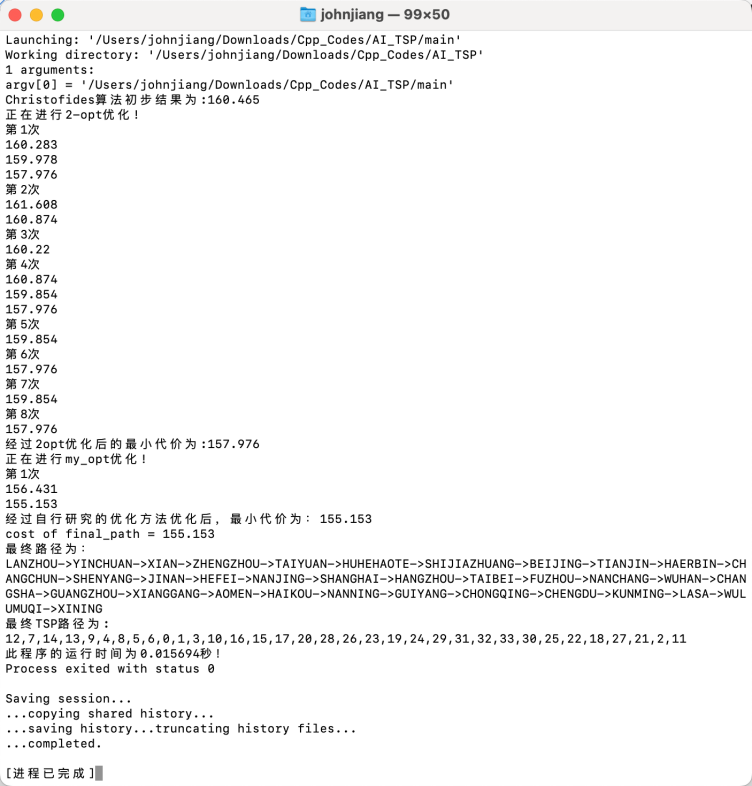 johnjiang — 99×50
Launching: '/Users/johnjiang/Downloads/Cpp_Codes/AI_TSP/main'
Working directory: '/Users/johnjiang/Downloads/Cpp_Codes/AI_TSP'
1 arguments:
argv[0] = '/Users/johnjiang/Downloads/Cpp_Codes/AI_TSP/main'
Christofides算法初步结果为:160.465
正在进行2-opt优化！
第1次
160.283
159.978
157.976
第2次
161.608
160.874
第3次
160.22
第4次
160.874
159.854
157.976
第5次
159.854
第6次
157.976
第7次
159.854
第8次
157.976
经过2opt优化后的最小代价为:157.976
正在进行my_opt优化！
第1次
156.431
155.153
经过自行研究的优化方法优化后，最小代价为：155.153
cost of final_path = 155.153
最终路径为：
LANZHOU->YINCHUAN->XIAN->ZHENGZHOU->TAIYUAN->HUHEHAOTE->SHIJIAZHUANG->BEIJING->TIANJIN->HAERBIN->CH
ANGCHUN->SHENYANG->JINAN->HEFEI->NANJING->SHANGHAI->HANGZHOU->TAIBEI->FUZHOU->NANCHANG->WUHAN->CHAN
GSHA->GUANGZHOU->XIANGGANG->AOMEN->HAIKOU->NANNING->GUIYANG->CHONGQING->CHENGDU->KUNMING->LASA->WUL
UMUQI->XINING
最终TSP路径为：
12,7,14,13,9,4,8,5,6,0,1,3,10,16,15,17,20,28,26,23,19,24,29,31,32,33,30,25,22,18,27,21,2,11
此程序的运行时间为0.015694秒！
Process exited with status 0
Saving session...
...copying shared history...
...saving history...truncating history files...
...completed.
[进程已完成]